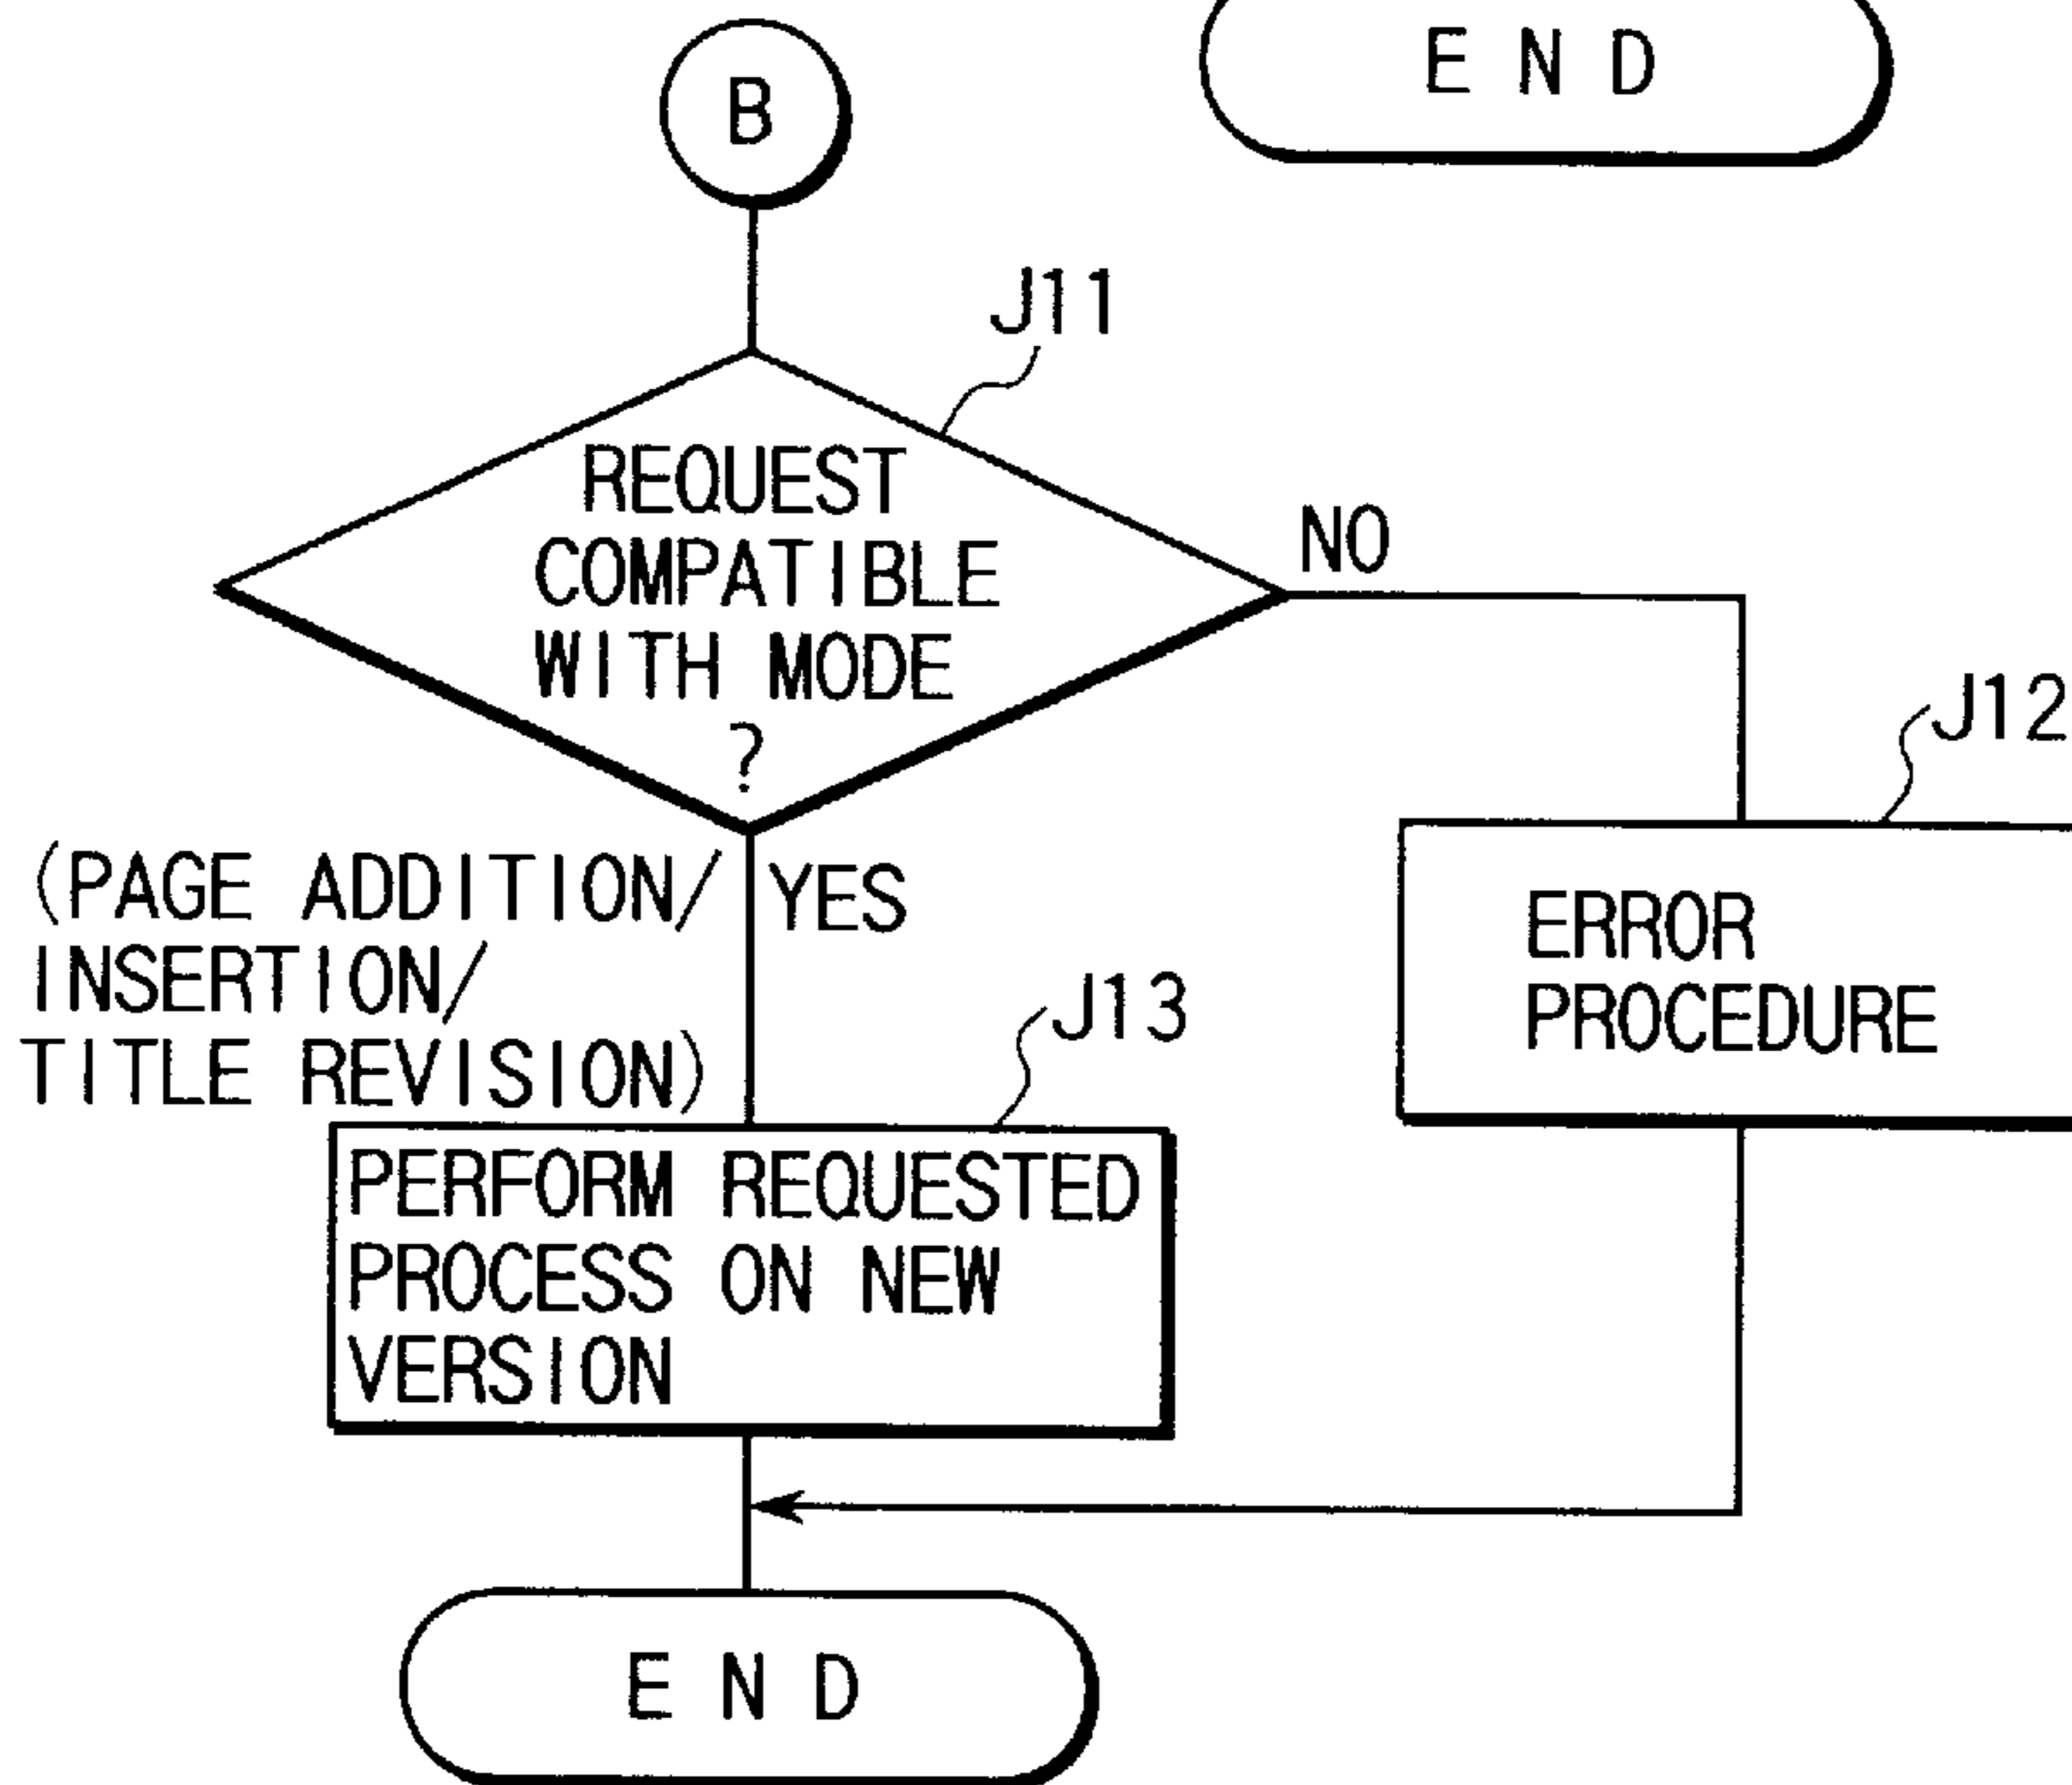 END
B
J11
REQUEST
COMPATIBLE
WITH MODE
?
NO
J12
(PAGE ADDITION/
INSERTION/
TITLE REVISION)
YES
ERROR
PROCEDURE
J13
PERFORM REQUESTED
PROCESS ON NEW
VERSION
END